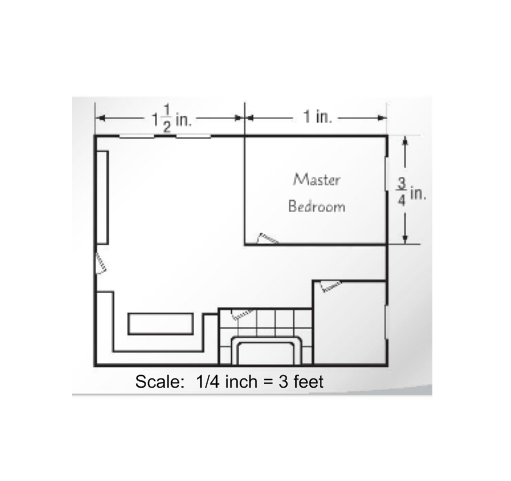 1 1/2 in.
1 in.
Master
Bedroom
3/4 in.
Scale: 1/4 inch = 3 feet